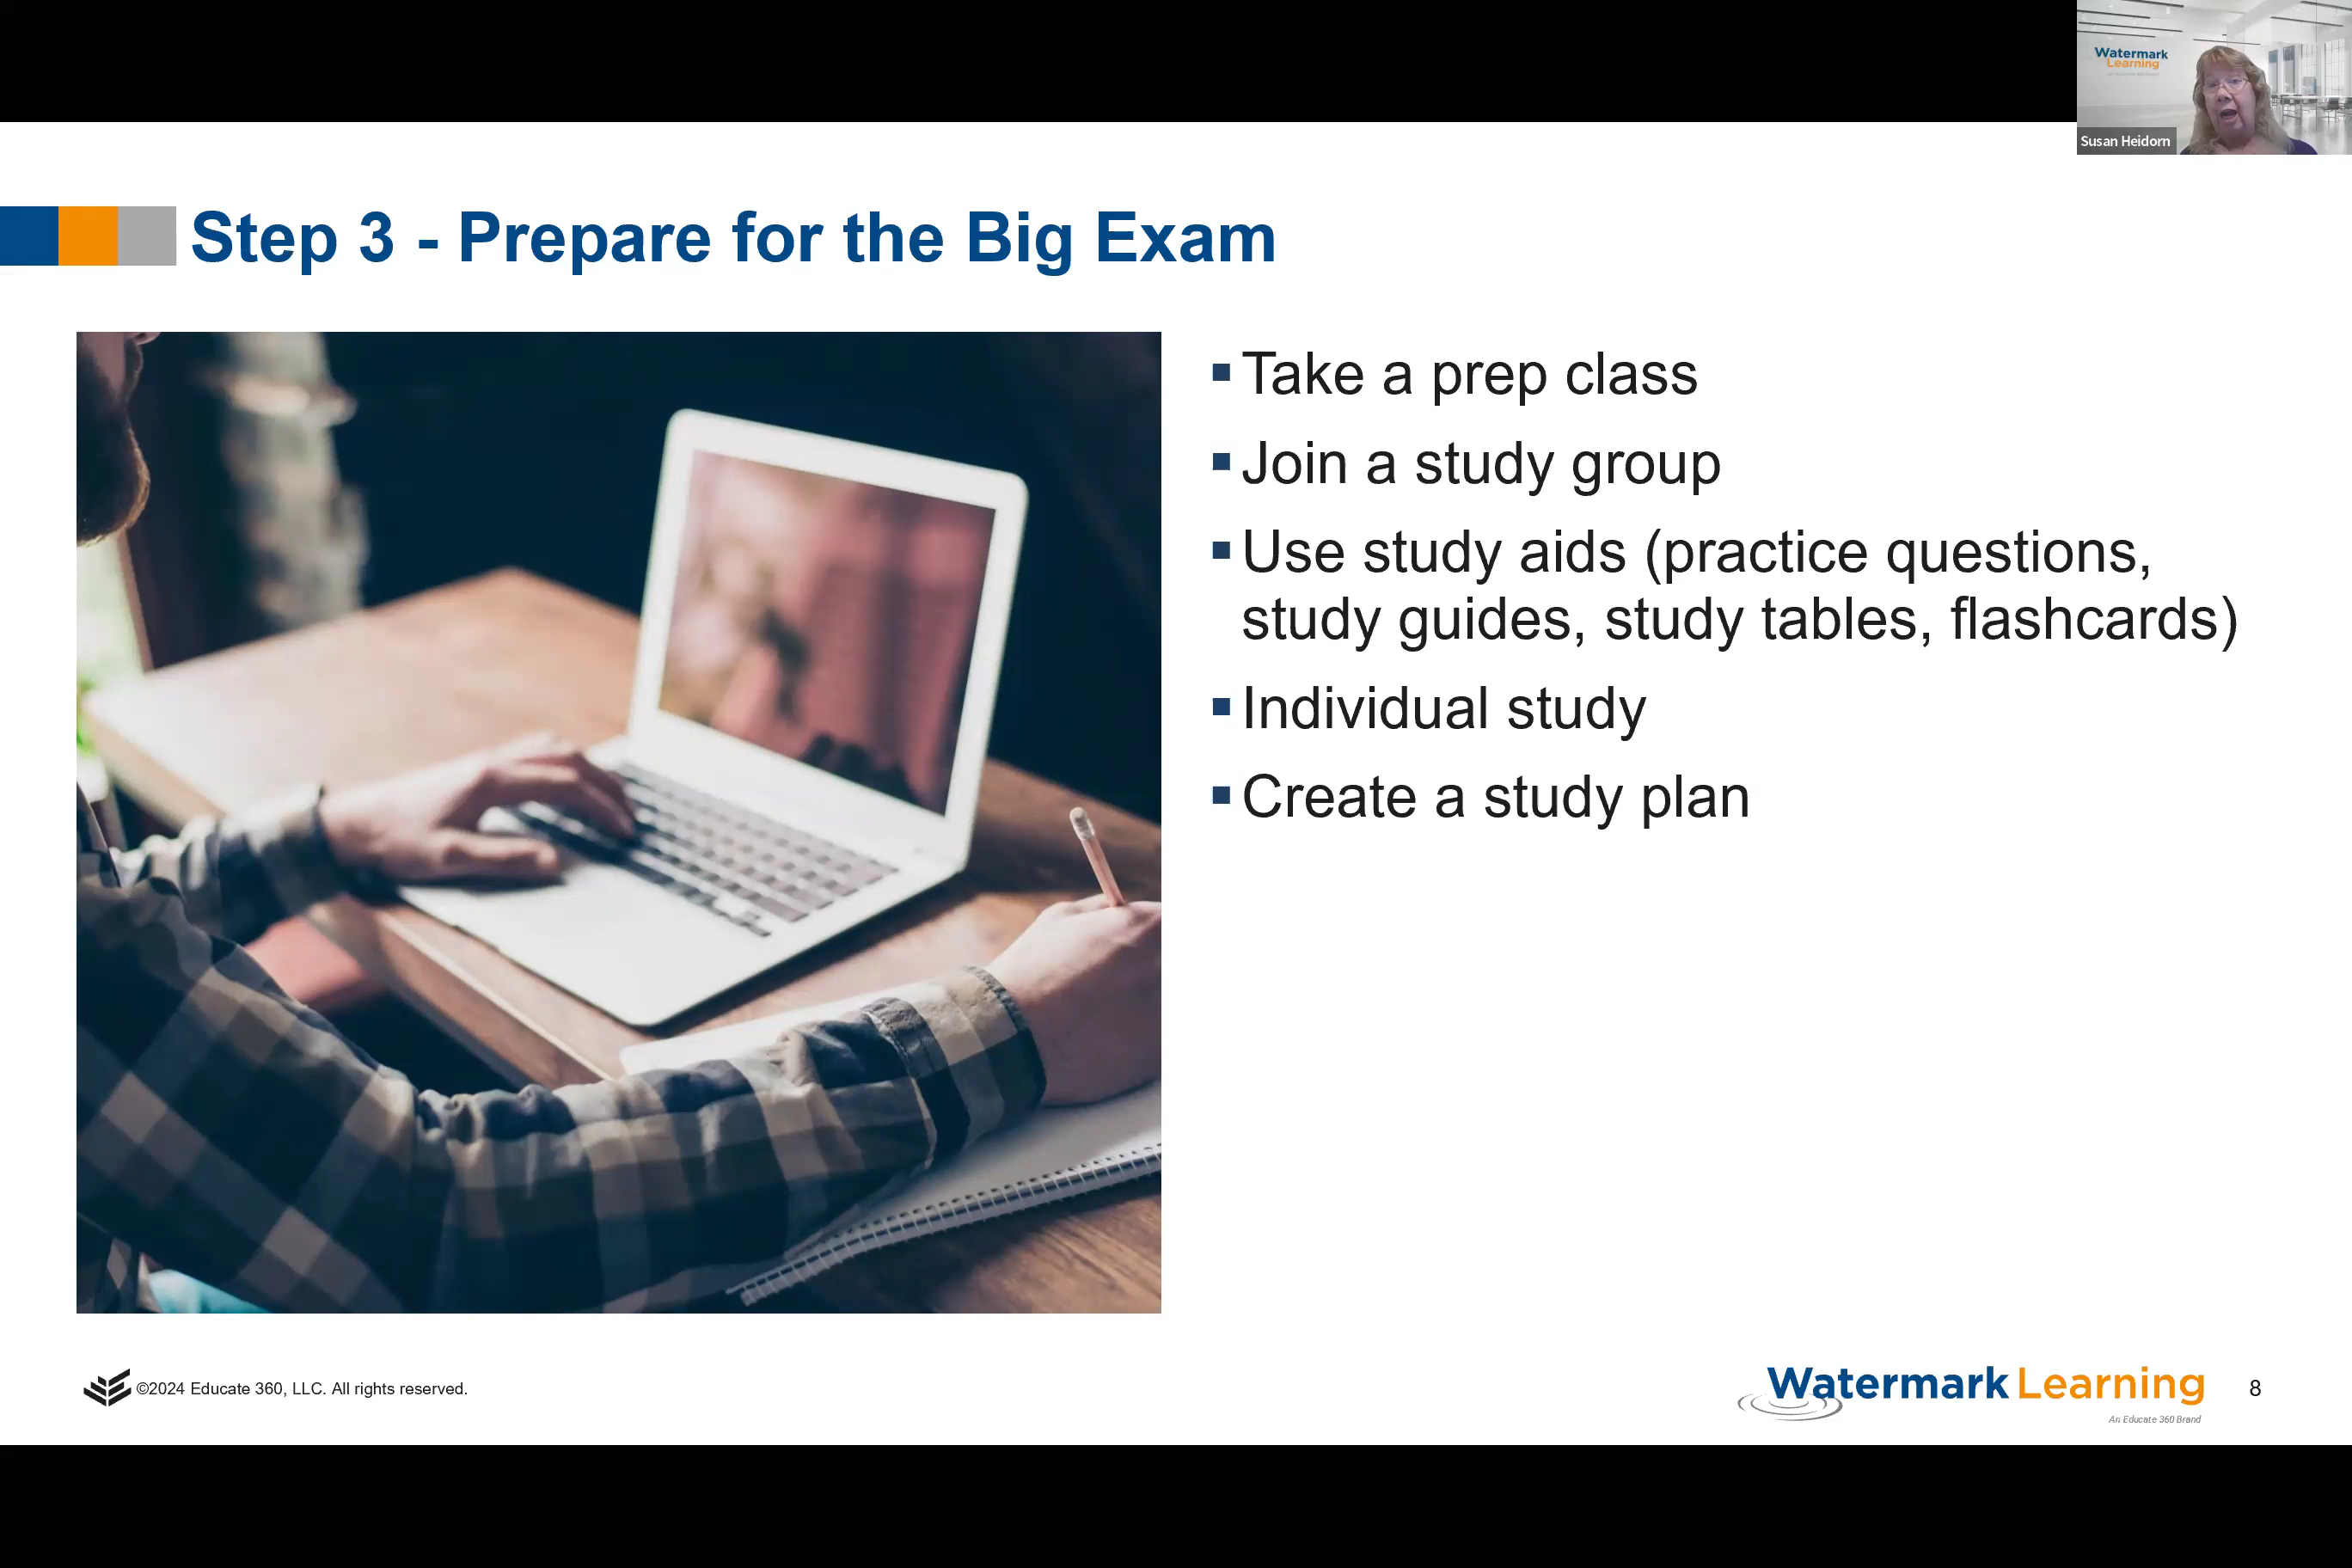 Watermark
Learning
Susan Heidorn
Step 3 - Prepare for the Big Exam
▪ Take a prep class
▪ Join a study group
▪ Use study aids (practice questions,
study guides, study tables, flashcards)
▪ Individual study
▪ Create a study plan
©2024 Educate 360, LLC. All rights reserved.
Watermark Learning
An Educate 360 Brand
8